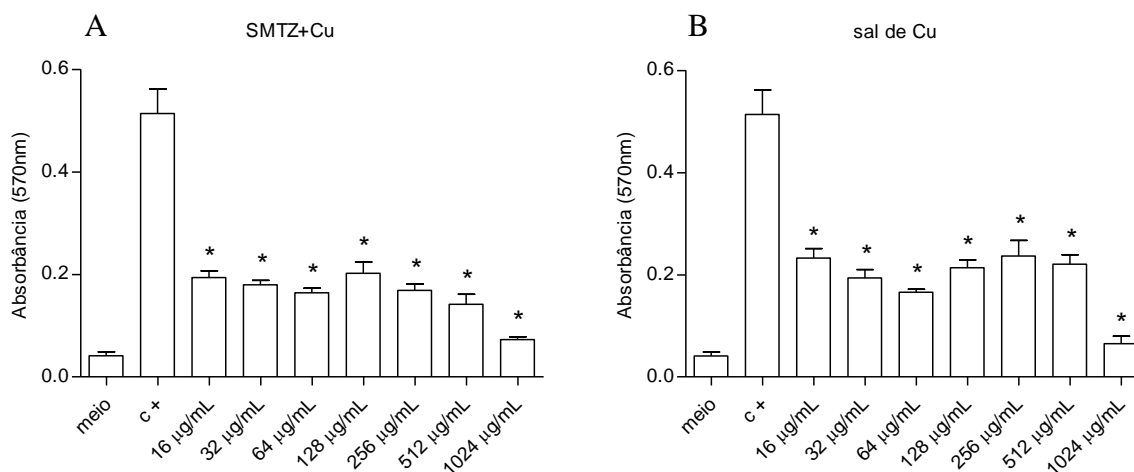 A
SMTZ+Cu
Absorbância (570nm)
0.6
0.4
0.2
0.0
*
*
*
*
*
*
*
meio
c +
16 µg/mL
32 µg/mL
64 µg/mL
128 µg/mL
256 µg/mL
512 µg/mL
1024 µg/mL
B
sal de Cu
Absorbância (570nm)
0.6
0.4
0.2
0.0
*
*
*
*
*
*
*
meio
c +
16 µg/mL
32 µg/mL
64 µg/mL
128 µg/mL
256 µg/mL
512 µg/mL
1024 µg/mL